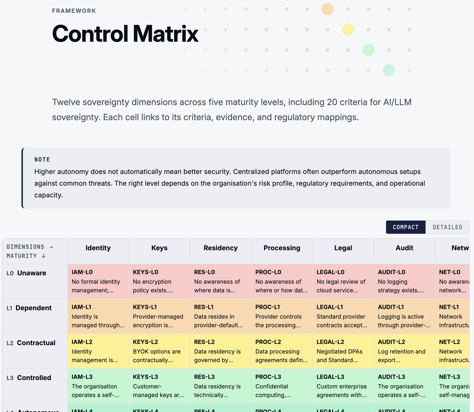 FRAMEWORK
Control Matrix
Twelve sovereignty dimensions across five maturity levels, including 20 criteria for AI/LLM
sovereignty. Each cell links to its criteria, evidence, and regulatory mappings.
NOTE
Higher autonomy does not automatically mean better security. Centralized platforms often outperform autonomous setups
against common threats. The right level depends on the organisation's risk profile, regulatory requirements, and operational
capacity.
COMPACT DETAILED
DIMENSIONS → Identity Keys Residency Processing Legal Audit Netw
MATURITY ↓
L0 Unaware
IAM-L0 KEYS-L0 RES-L0 PROC-L0 LEGAL-L0 AUDIT-L0 NET-L0
No formal identity No encryption No awareness of No awareness of No legal review of No logging No awaren
management;... policy exists.... where data is... where or how dat... cloud service... strategy exists.... network...
L1 Dependent
IAM-L1 KEYS-L1 RES-L1 PROC-L1 LEGAL-L1 AUDIT-L1 NET-L1
Identity is Provider-managed Data resides in Provider controls Standard provider Logging is active Network
managed through... encryption is... provider-default... the processing... contracts accept... through provider-... infrastructu
L2 Contractual
IAM-L2 KEYS-L2 RES-L2 PROC-L2 LEGAL-L2 AUDIT-L2 NET-L2
Identity BYOK options are Data residency is Data processing Negotiated DPAs Log retention and Network
management is... contractually... governed by... agreements defin... and Standard... export... infrastructu
L3 Controlled
IAM-L3 KEYS-L3 RES-L3 PROC-L3 LEGAL-L3 AUDIT-L3 NET-L3
The organisation Customer- Data residency is Confidential Custom enterprise The organisation The organis
operates a self-... managed keys ar... technically... computing,... agreements with... operates a self-... self-manag